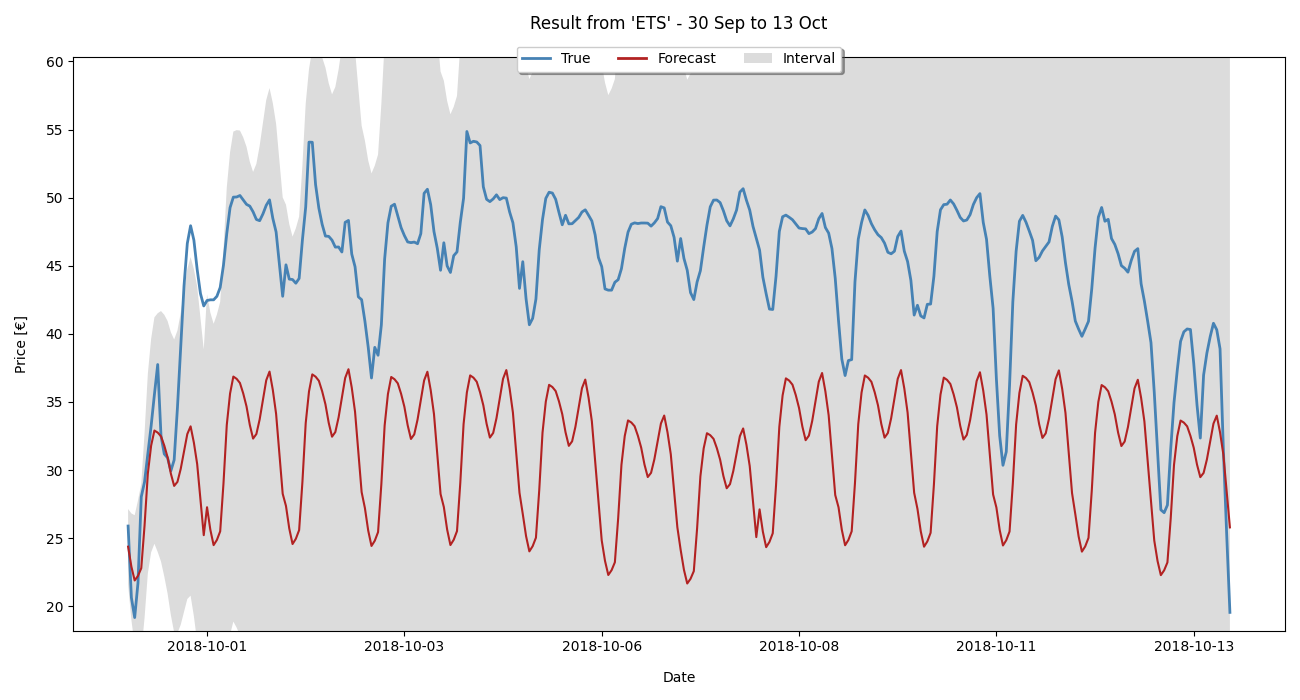 Result from 'ETS' - 30 Sep to 13 Oct
True Forecast Interval
60
55
50
45
40
35
30
25
20
Price [€]
2018-10-01 2018-10-03 2018-10-06 2018-10-08 2018-10-11 2018-10-13
Date